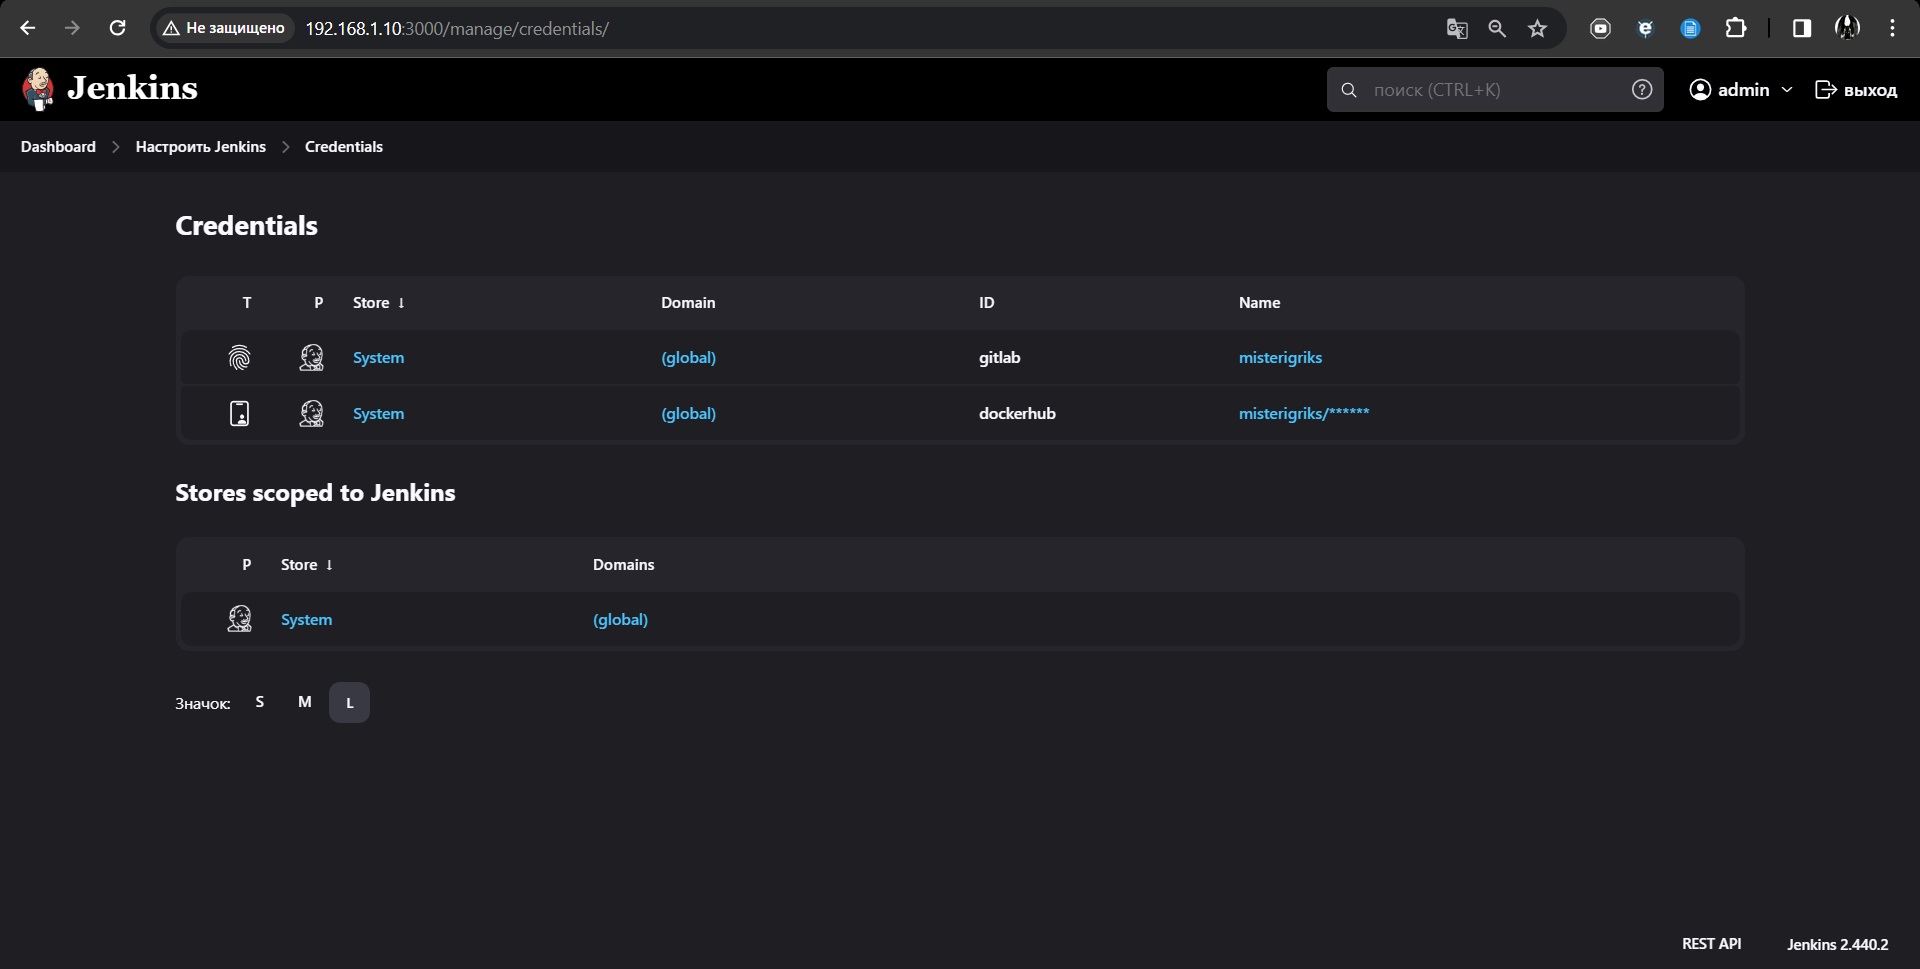 Не защищено 192.168.1.10:3000/manage/credentials/
Jenkins поиск (CTRL+K) admin выход
Dashboard Настроить Jenkins Credentials
Credentials
T P Store ↓ Domain ID Name
System (global) gitlab misterigriks
System (global) dockerhub misterigriks/******
Stores scoped to Jenkins
P Store ↓ Domains
System (global)
Значок: S M L
REST API Jenkins 2.440.2